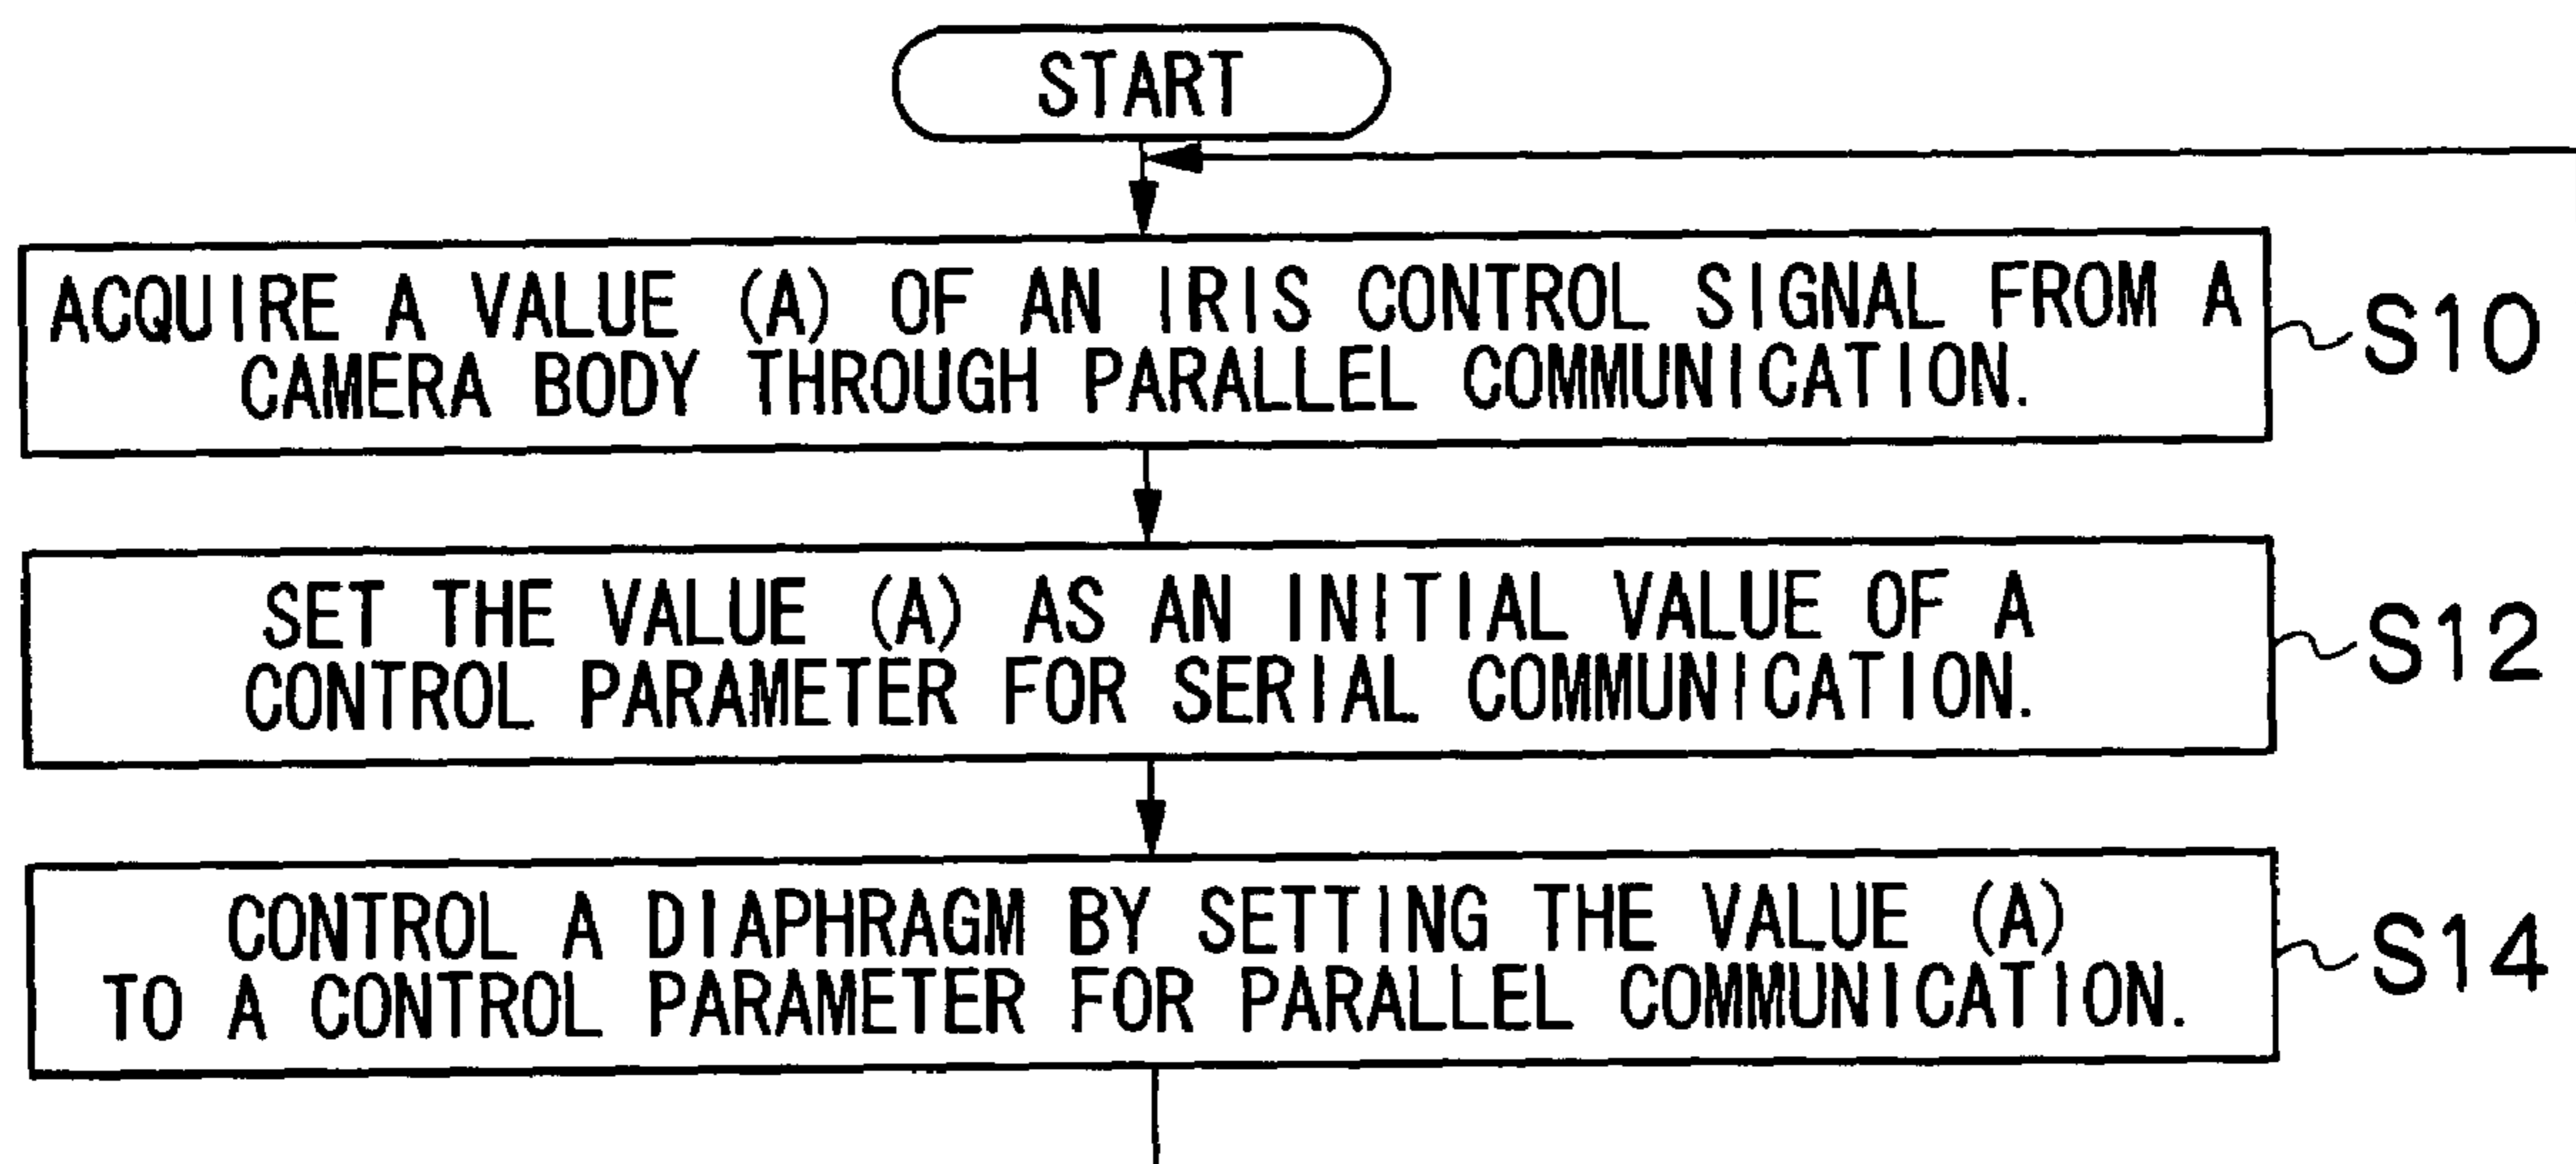 START
ACQUIRE A VALUE (A) OF AN IRIS CONTROL SIGNAL FROM A
CAMERA BODY THROUGH PARALLEL COMMUNICATION.
S10
SET THE VALUE (A) AS AN INITIAL VALUE OF A
CONTROL PARAMETER FOR SERIAL COMMUNICATION.
S12
CONTROL A DIAPHRAGM BY SETTING THE VALUE (A)
TO A CONTROL PARAMETER FOR PARALLEL COMMUNICATION.
S14